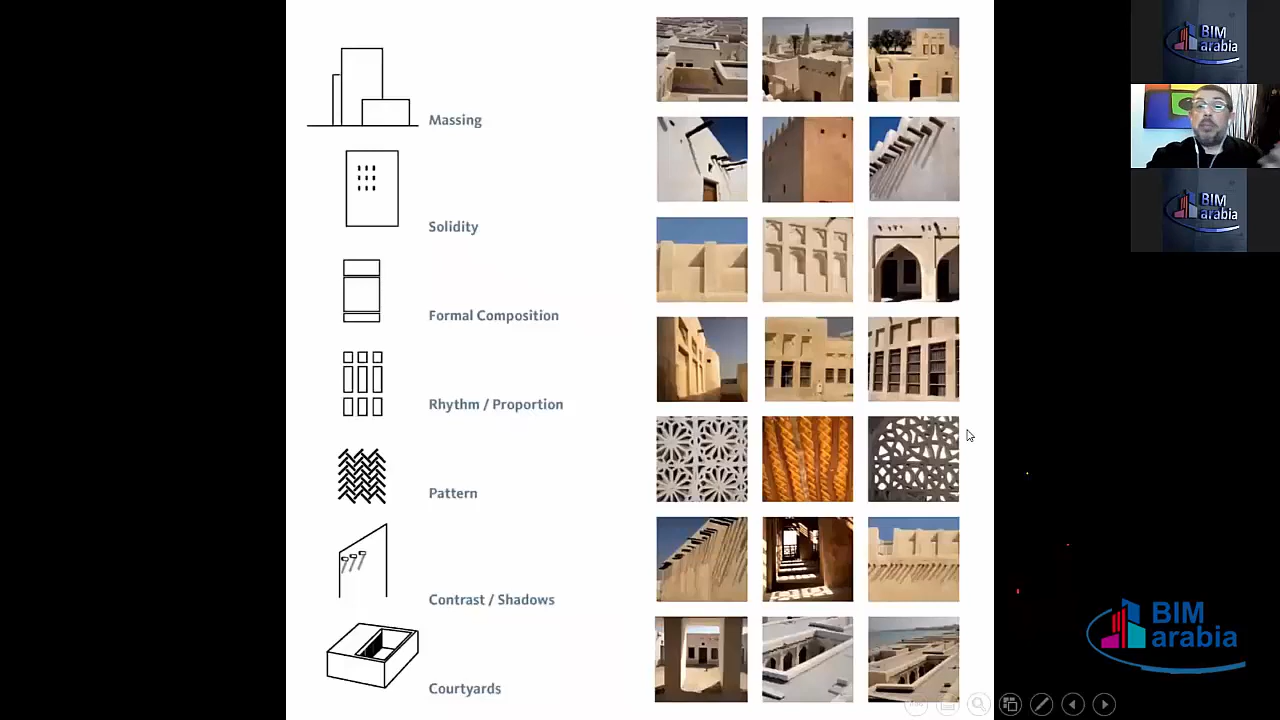 Massing
Solidity
Formal Composition
Rhythm / Proportion
Pattern
Contrast / Shadows
Courtyards
BIM
arabia
BIM
arabia
BIM
arabia